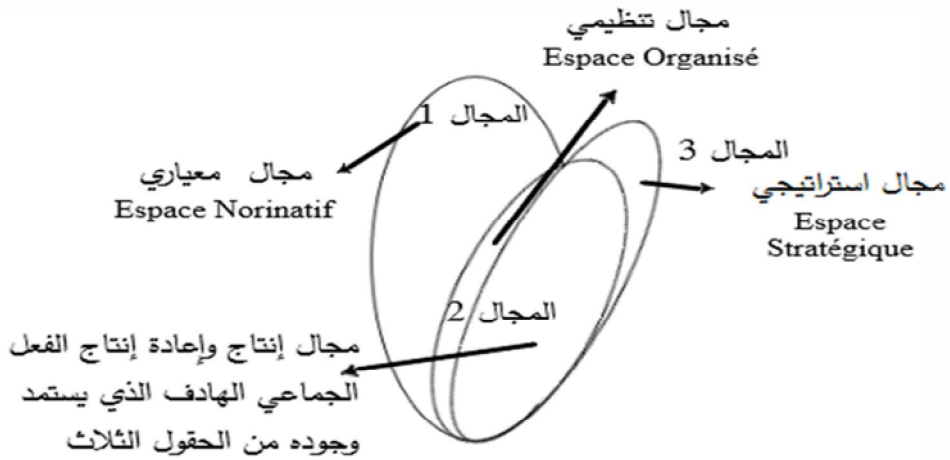 مجال تنظيمي
Espace Organisé
المجال 1
المجال 3
مجال معياري
Espace Norinatif
مجال استراتيجي
Espace
Stratégique
المجال 2
مجال إنتاج وإعادة إنتاج الفعل
الجماعي الهادف الذي يستمد
وجوده من الحقول الثلاث